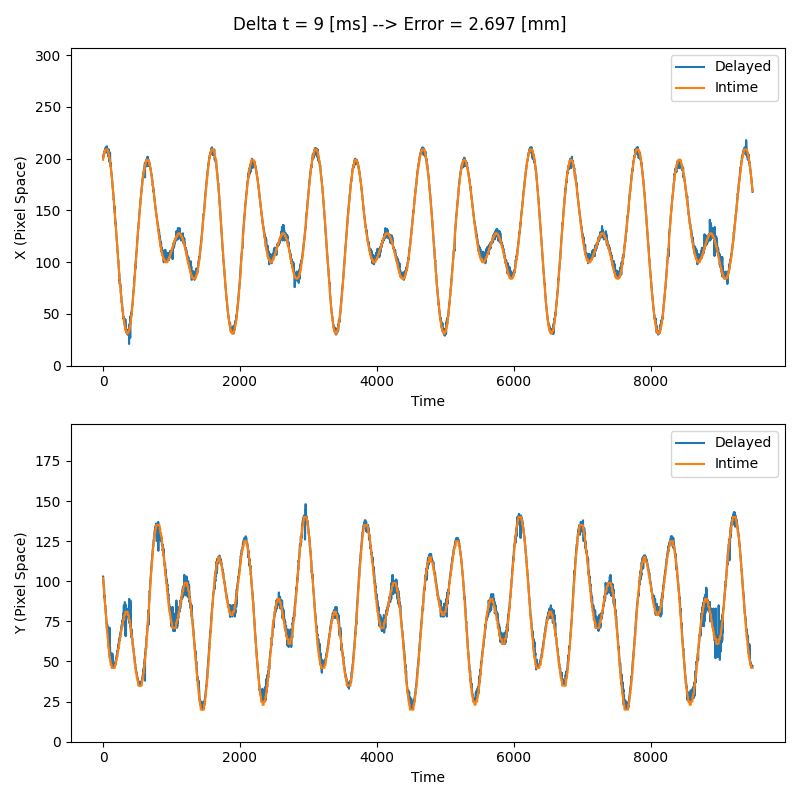 Delta t = 9 [ms] --> Error = 2.697 [mm]
300
250
200
150
100
50
0
X (Pixel Space)
Delayed
Intime
0 2000 4000 6000 8000
Time
175
150
125
100
75
50
25
0
Y (Pixel Space)
Delayed
Intime
0 2000 4000 6000 8000
Time